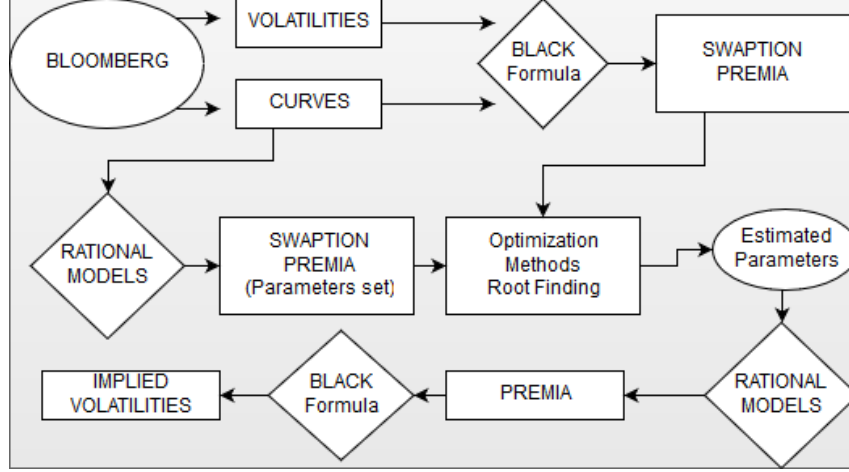 BLOOMBERG
VOLATILITIES
CURVES
BLACK
Formula
SWAPTION
PREMIA
RATIONAL
MODELS
SWAPTION
PREMIA
(Parameters set)
Optimization
Methods
Root Finding
Estimated
Parameters
IMPLIED
VOLATILITIES
BLACK
Formula
PREMIA
RATIONAL
MODELS